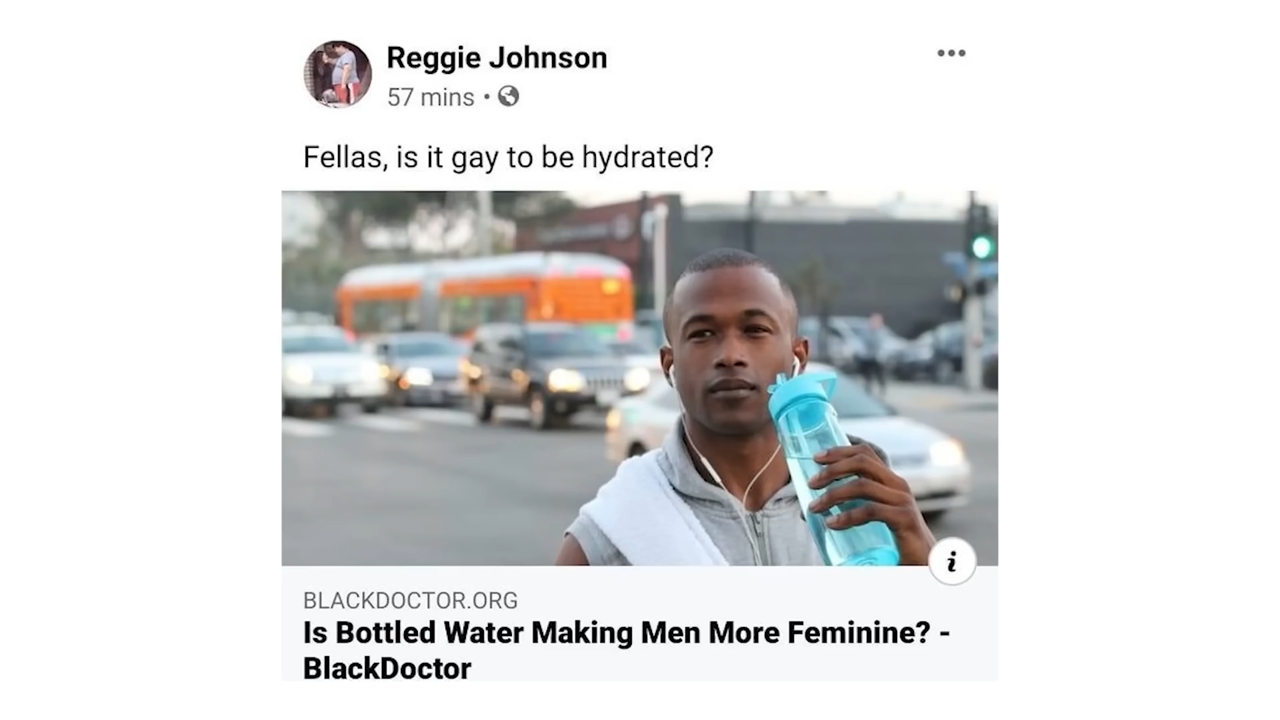 Reggie Johnson
57 mins •
Fellas, is it gay to be hydrated?
i
BLACKDOCTOR.ORG
Is Bottled Water Making Men More Feminine? -
BlackDoctor